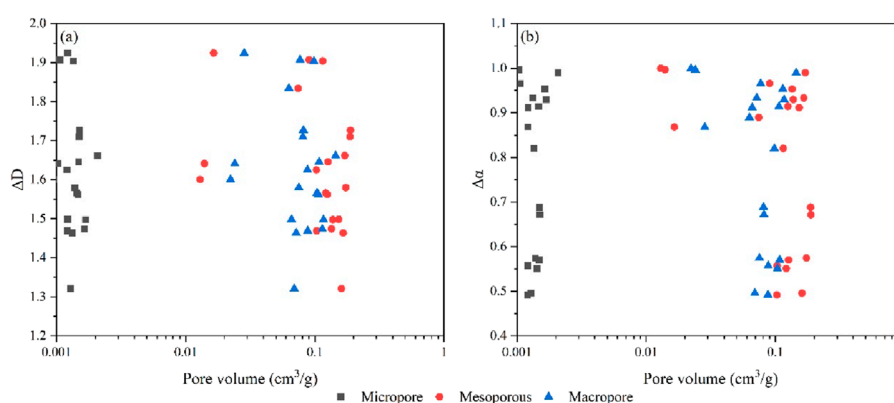 (a)
2.0
1.9
1.8
1.7
1.6
1.5
1.4
1.3
1.2
ΔD
0.001 0.01 0.1 1
Pore volume (cm³/g)
(b)
1.1
1.0
0.9
0.8
0.7
0.6
0.5
0.4
Δα
0.001 0.01 0.1
Pore volume (cm³/g)
Micropore Mesoporous Macropore